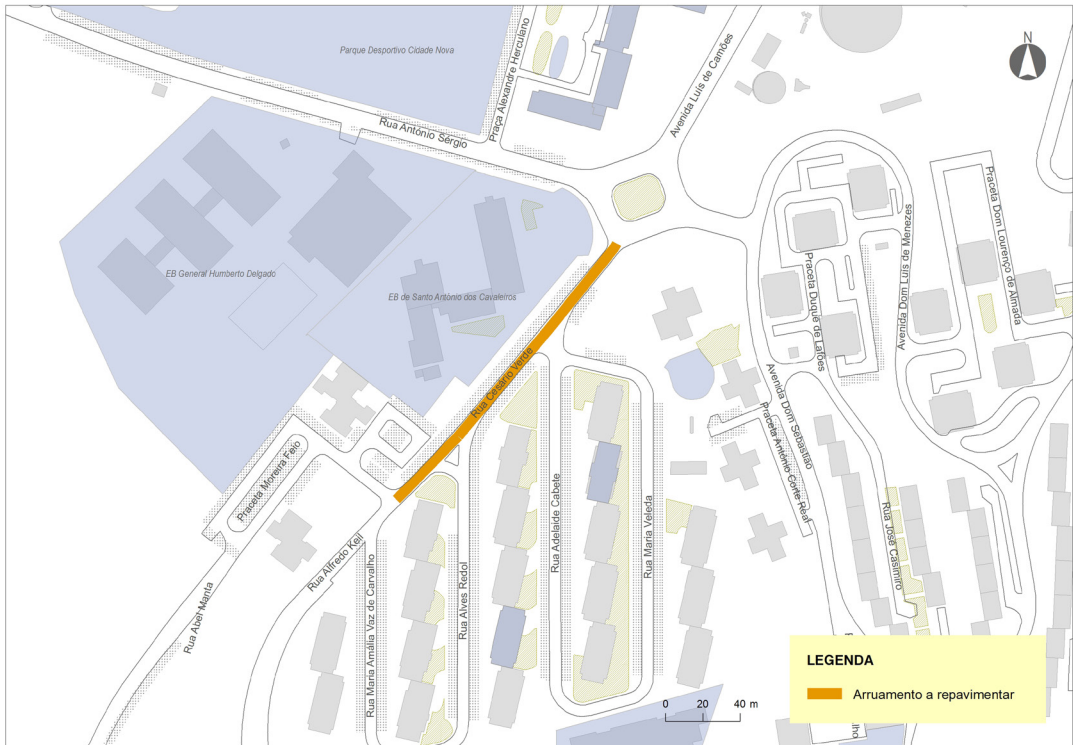 Parque Desportivo Cidade Nova
Praça Alexandre Herculano
Avenida Luís de Camões
N
Rua António Sérgio
EB General Humberto Delgado
EB de Santo António dos Cavaleiros
Praceta Duque de Lafões
Avenida Dom Luís de Menezes
Praceta Dom Lourenço de Almada
Rua Cesário Verde
Avenida Dom Sebastião
Praceta António Corte Real
Rua José Casimiro
Praceta Moreira Feio
Rua Alfredo Keil
Rua Abel Manta
Rua Maria Amália Vaz de Carvalho
Rua Alves Redol
Rua Adelaide Cabete
Rua Maria Veleda
LEGENDA
Arruamento a repavimentar
0 20 40 m